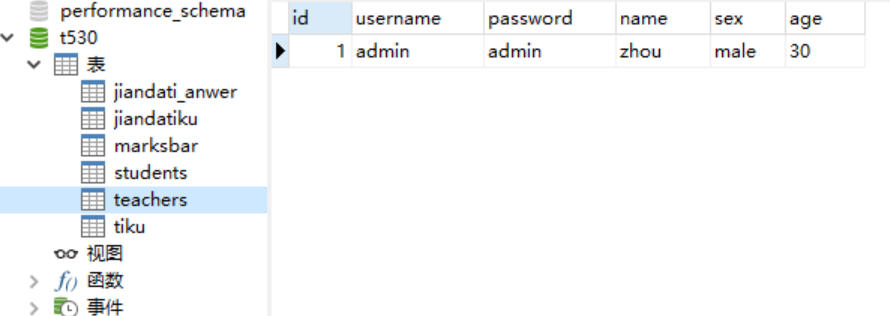 performance_schema
t530
表
jiandati_anwer
jiandatiku
marksbar
students
teachers
tiku
视图
f() 函数
事件
id username password name sex age
1 admin admin zhou male 30